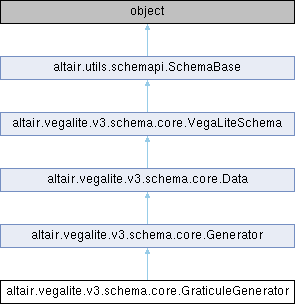 object
altair.utils.schemapi.SchemaBase
altair.vegalite.v3.schema.core.VegaLiteSchema
altair.vegalite.v3.schema.core.Data
altair.vegalite.v3.schema.core.Generator
altair.vegalite.v3.schema.core.GraticuleGenerator